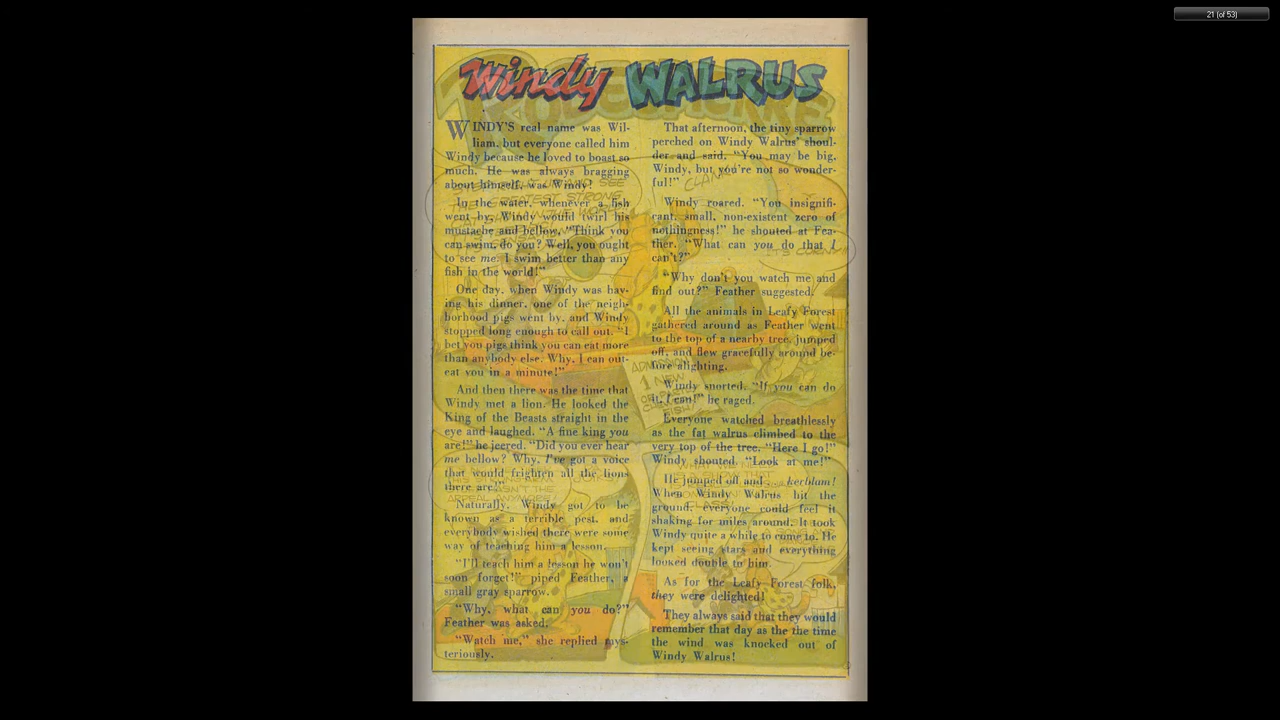 21 (of 53)
Windy WALRUS
WINDY'S real name was Wil-
liam, but everyone called him
Windy because he loved to boast so
much. He was always bragging
about himself, was Windy!
In the water, whenever a fish
went by, Windy would twirl his
mustache and bellow, "Think you
can swim, do you? Well, you ought
to see me. I swim better than any
fish in the world!"
One day, when Windy was hav-
ing his dinner, one of the neigh-
borhood pigs went by, and Windy
stopped long enough to call out, "I
bet you pigs think you can eat more
than anybody else. Why, I can out-
eat you in a minute!"
And then there was the time that
Windy met a lion. He looked the
King of the Beasts straight in the
eye and laughed. "A fine king you
are!" he jeered. "Did you ever hear
me bellow? Why, I've got a voice
that would frighten all the lions
there are."
Naturally, Windy got to be
known as a terrible pest, and
everybody wished there were some
way of teaching him a lesson.
"I'll teach him a lesson he won't
soon forget!" piped Feather, a
small gray sparrow.
"Why, what can you do?"
Feather was asked.
"Watch me," she replied mys-
teriously.
That afternoon, the tiny sparrow
perched on Windy Walrus' shoul-
der and said, "You may be big,
Windy, but you're not so wonder-
ful!"
Windy roared. "You insignifi-
cant, small, non-existent zero of
nothingness!" he shouted at Fea-
ther. "What can you do that I
can't?"
"Why don't you watch me and
find out?" Feather suggested.
All the animals in Leafy Forest
gathered around as Feather went
to the top of a nearby tree, jumped
off, and flew gracefully around be-
fore alighting.
Windy snorted. "If you can do
it, I can!" he raged.
Everyone watched breathlessly
as the fat walrus climbed to the
very top of the tree. "Here I go!"
Windy shouted. "Look at me!"
He jumped off and . . . kerblam!
When Windy Walrus hit the
ground, everyone could feel it
shaking for miles around. It took
Windy quite a while to come to. He
kept seeing stars and everything
looked double to him.
As for the Leafy Forest folk,
they were delighted!
They always said that they would
remember that day as the the time
the wind was knocked out of
Windy Walrus!